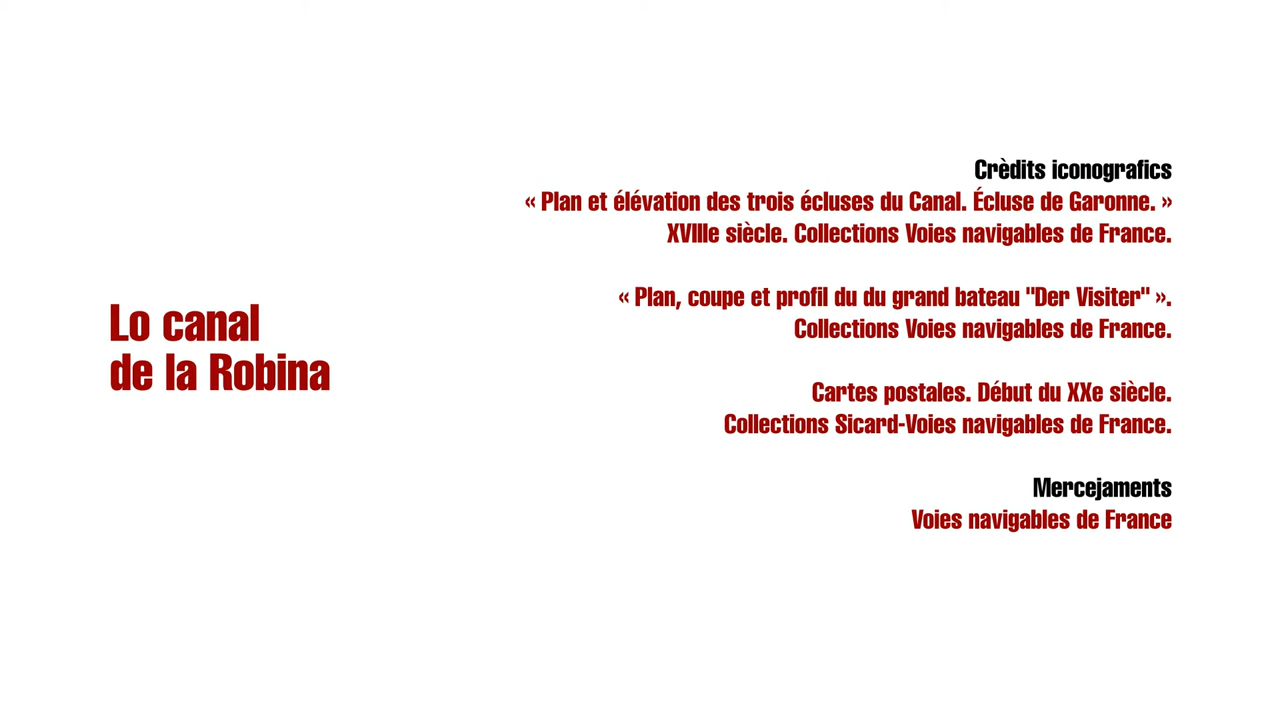 Lo canal
de la Robina
Crèdits iconografics
« Plan et élévation des trois écluses du Canal. Écluse de Garonne. »
XVIIIe siècle. Collections Voies navigables de France.
« Plan, coupe et profil du du grand bateau "Der Visiter" ».
Collections Voies navigables de France.
Cartes postales. Début du XXe siècle.
Collections Sicard-Voies navigables de France.
Mercejaments
Voies navigables de France